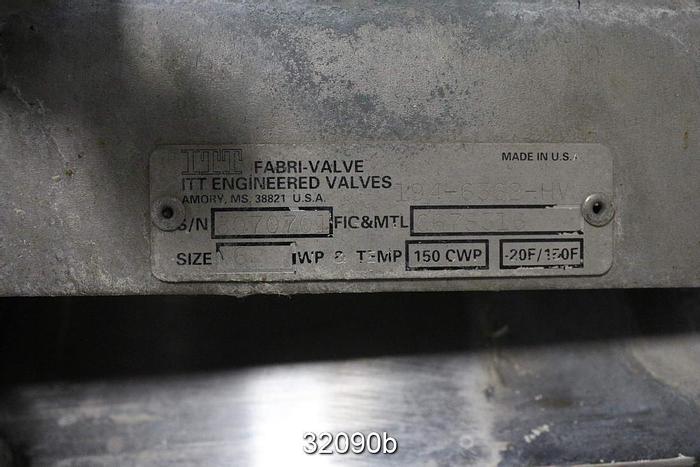 ITT FABRI-VALVE
MADE IN U.S.A.
ITT ENGINEERED VALVES
AMORY, MS. 38821 U.S.A.
S/N FIC&MTL
SIZE WP & TEMP 150 CWP -20F/150F
32090b